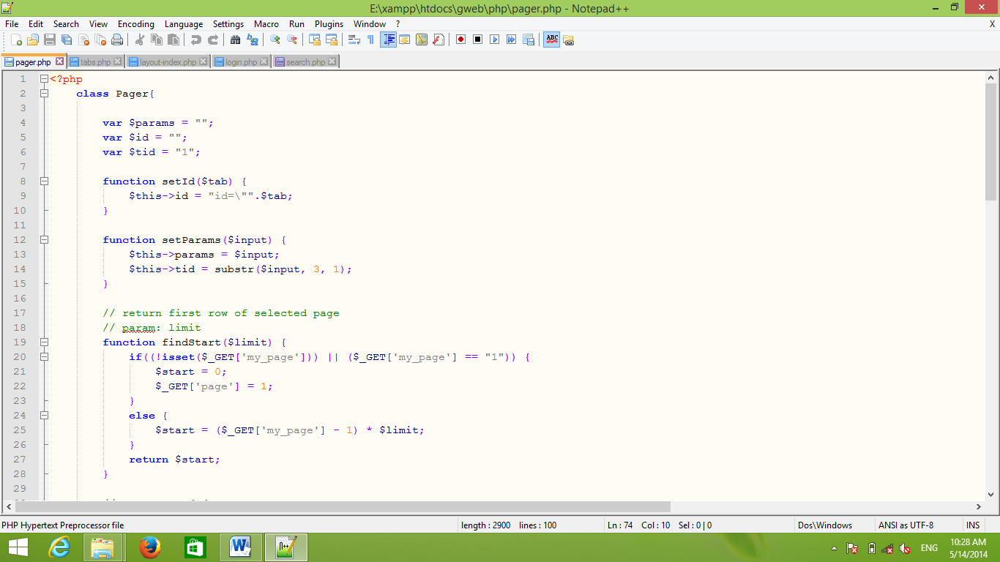 E:\xampp\htdocs\gweb\php\pager.php - Notepad++
File Edit Search View Encoding Language Settings Macro Run Plugins Window ? X
ABC
pager.php tabs.php layout-index.php login.php search.php
1 <?php
2 class Pager{
3
4 var $params = "";
5 var $id = "";
6 var $tid = "1";
7
8 function setId($tab) {
9 $this->id = "id=\"".$tab;
10 }
11
12 function setParams($input) {
13 $this->params = $input;
14 $this->tid = substr($input, 3, 1);
15 }
16
17 // return first row of selected page
18 // param: limit
19 function findStart($limit) {
20 if((!isset($_GET['my_page'])) || ($_GET['my_page'] == "1")) {
21 $start = 0;
22 $_GET['page'] = 1;
23 }
24 else {
25 $start = ($_GET['my_page'] - 1) * $limit;
26 }
27 return $start;
28 }
29
PHP Hypertext Preprocessor file length : 2900 lines : 100 Ln : 74 Col : 10 Sel : 0 | 0 Dos\Windows ANSI as UTF-8 INS
ENG 10:28 AM
5/14/2014